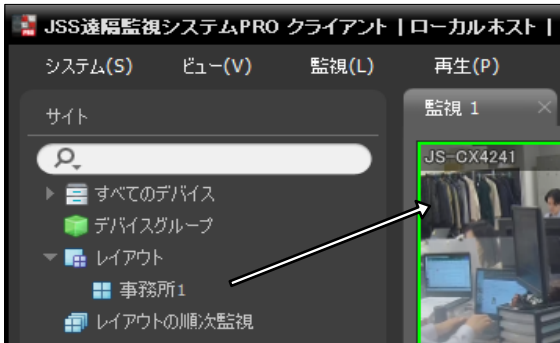 JSS遠隔監視システムPRO クライアント | ローカルホスト |
システム(S) ビュー(V) 監視(L) 再生(P)
サイト
監視 1
JS-CX4241
すべてのデバイス
デバイスグループ
レイアウト
事務所1
レイアウトの順次監視